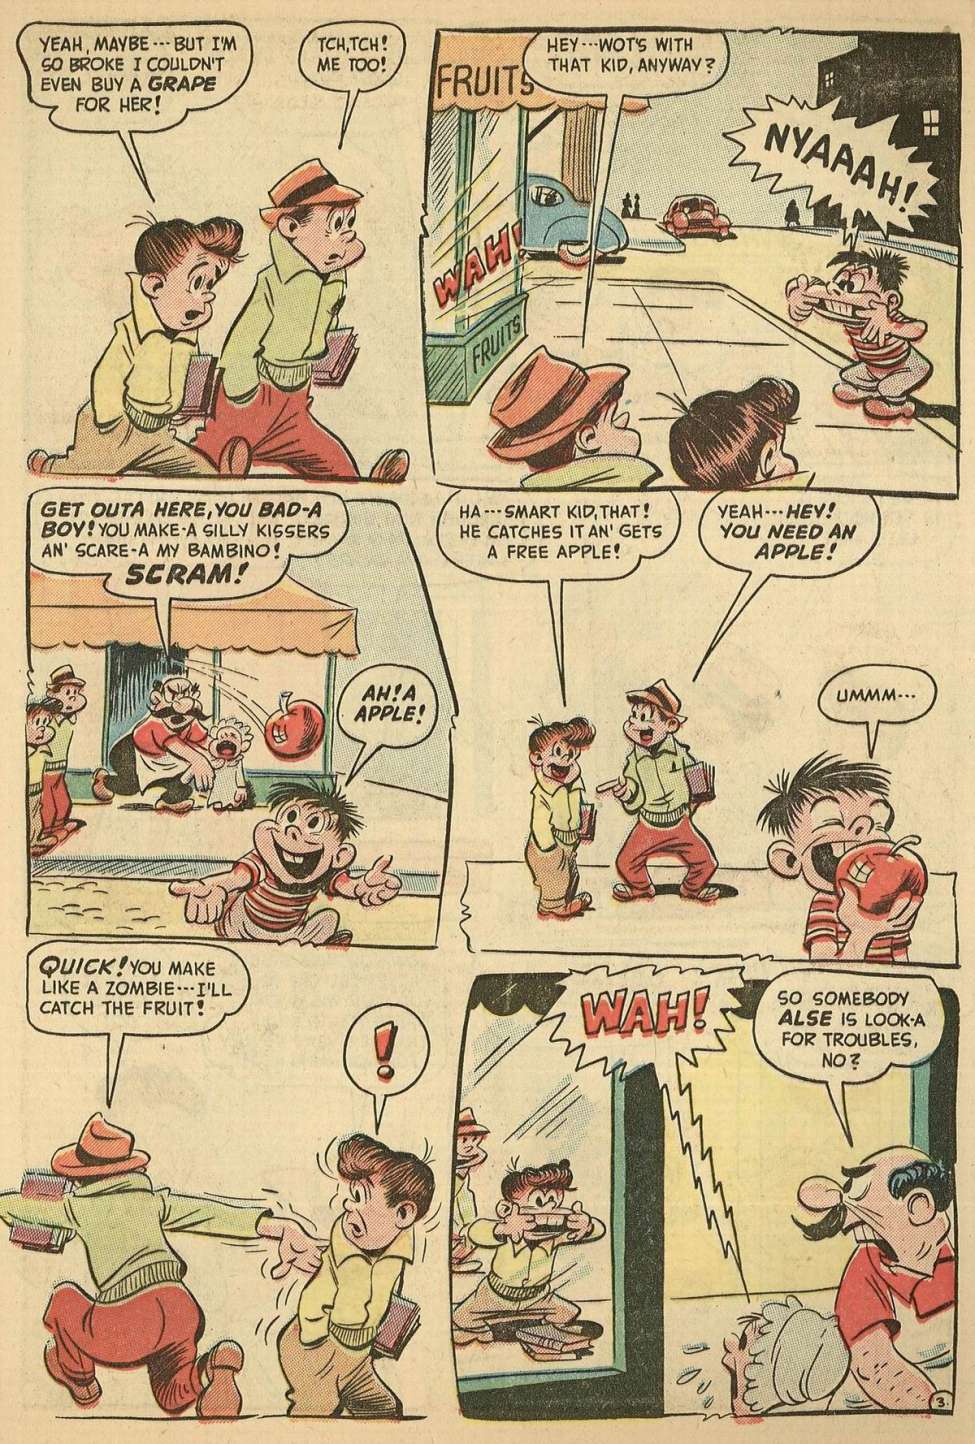 YEAH, MAYBE---BUT I'M
SO BROKE I COULDN'T
EVEN BUY A GRAPE
FOR HER!
TCH, TCH!
ME TOO!
HEY---WOT'S WITH
THAT KID, ANYWAY?
FRUITS
NYAAAH!
WAH!
FRUITS
GET OUTA HERE, YOU BAD-A
BOY! YOU MAKE-A SILLY KISSERS
AN' SCARE-A MY BAMBINO!
SCRAM!
AH! A
APPLE!
HA---SMART KID, THAT!
HE CATCHES IT AN' GETS
A FREE APPLE!
YEAH---HEY!
YOU NEED AN
APPLE!
UMMM---
QUICK! YOU MAKE
LIKE A ZOMBIE---I'LL
CATCH THE FRUIT!
!
WAH!
SO SOMEBODY
ALSE IS LOOK-A
FOR TROUBLES,
NO?
3.